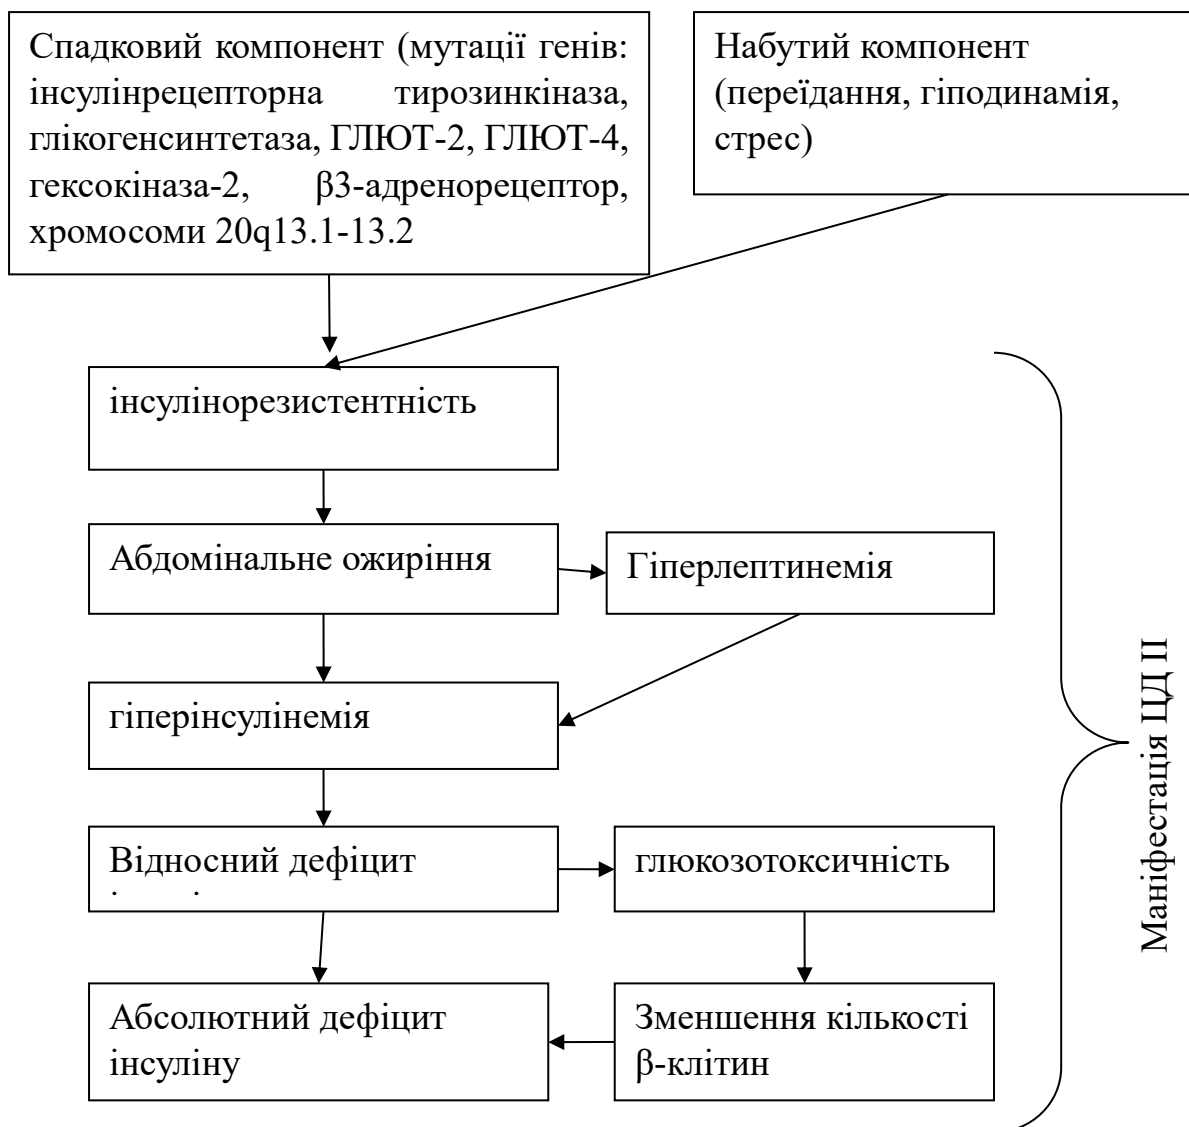 Спадковий компонент (мутації генів:
інсулінрецепторна тирозинкіназа,
глікогенсинтетаза, ГЛЮТ-2, ГЛЮТ-4,
гексокіназа-2, β3-адренорецептор,
хромосоми 20q13.1-13.2
Набутий компонент
(переїдання, гіподинамія,
стрес)
інсулінорезистентність
Абдомінальне ожиріння
Гіперлептинемія
гіперінсулінемія
Відносний дефіцит
глюкозотоксичність
Абсолютний дефіцит
інсуліну
Зменшення кількості
β-клітин
Маніфестація ЦД ІІ